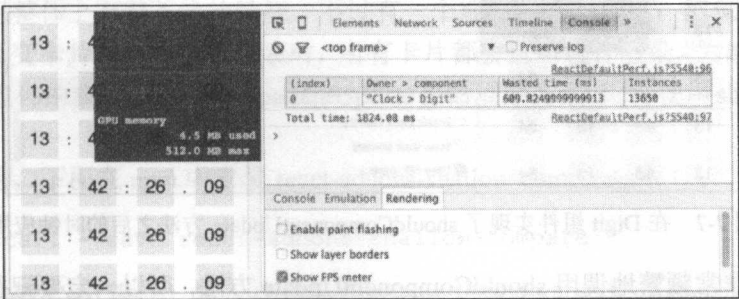 13 : 4
13 : 4
GPU memory
13 : 4
4.5 MB used
512.0 MB max
13 : 42 : 26 . 09
13 : 42 : 26 . 09
13 : 42 : 26 . 09
Elements Network Sources Timeline Console »
<top frame> Preserve log
ReactDefaultPerf.js?5540:96
(index) Owner > component Wasted time (ms) Instances
0 "Clock > Digit" 609.8249999999913 13650
Total time: 1824.08 ms ReactDefaultPerf.js?5540:97
>
Console Emulation Rendering
Enable paint flashing
Show layer borders
Show FPS meter